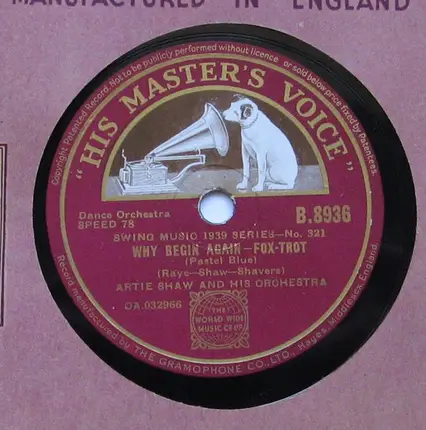 MANUFACTURED IN ENGLAND
Copyright Patented Record. Not to be publicly performed without licence or sold below price fixed by Patentees.
"HIS MASTER'S VOICE"
Dance Orchestra
SPEED 78
B.8936
SWING MUSIC 1939 SERIES—No. 321
WHY BEGIN AGAIN—FOX-TROT
(Pastel Blue)
(Raye—Shaw—Shavers)
ARTIE SHAW AND HIS ORCHESTRA
OA.032966
THE
WORLD WIDE
MUSIC CO LTD
Record manufactured by THE GRAMOPHONE CO. LTD., Hayes, Middlesex, England.